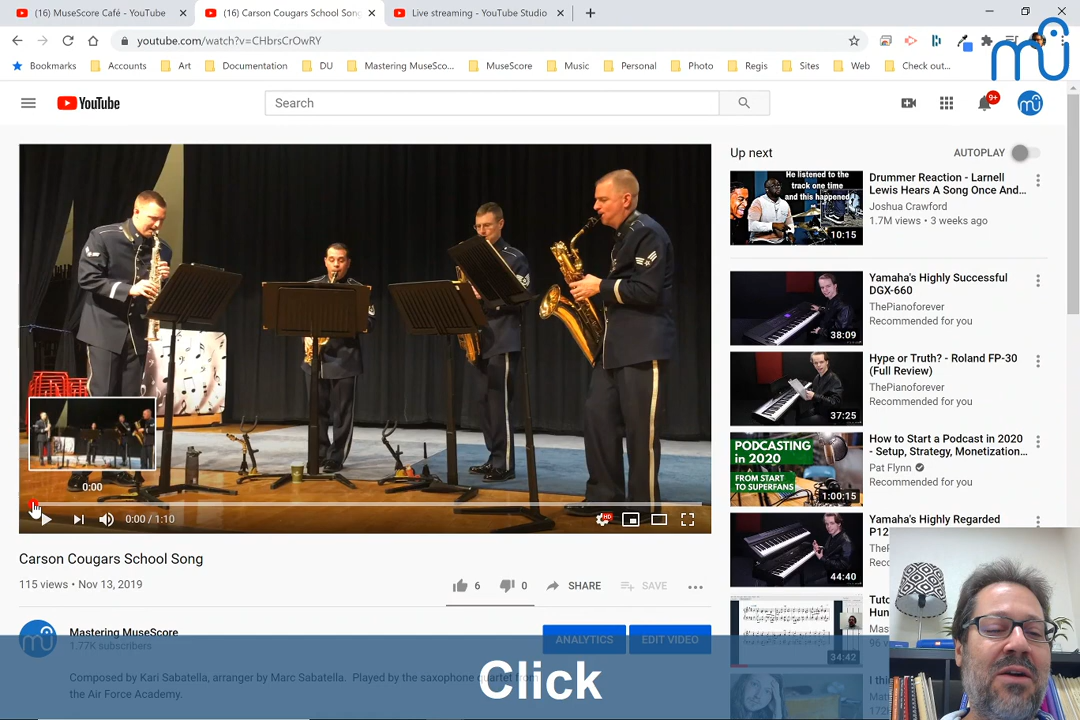 (16) MuseScore Café - YouTube
(16) Carson Cougars School Song
Live streaming - YouTube Studio
youtube.com/watch?v=CHbrsCrOwRY
Bookmarks Accounts Art Documentation DU Mastering MuseSco... MuseScore Music Personal Photo Regis Sites Web Check out...
mu
YouTube
Search
9+
mu
Up next
AUTOPLAY
He listened to the track one time and this happened!
10:15
Drummer Reaction - Larnell
Lewis Hears A Song Once And...
Joshua Crawford
1.7M views • 3 weeks ago
38:09
Yamaha's Highly Successful
DGX-660
ThePianoforever
Recommended for you
37:25
Hype or Truth? - Roland FP-30
(Full Review)
ThePianoforever
Recommended for you
PODCASTING
in 2020
FROM START
TO SUPERFANS
1:00:15
How to Start a Podcast in 2020
- Setup, Strategy, Monetization...
Pat Flynn
Recommended for you
44:40
Yamaha's Highly Regarded
P12
34:42
0:00
0:00 / 1:10
HD
Carson Cougars School Song
115 views • Nov 13, 2019
6 0 SHARE SAVE
mu
Mastering MuseScore
1.77K subscribers
ANALYTICS
EDIT VIDEO
Composed by Kari Sabatella, arranger by Marc Sabatella. Played by the saxophone quartet from
the Air Force Academy.
Click